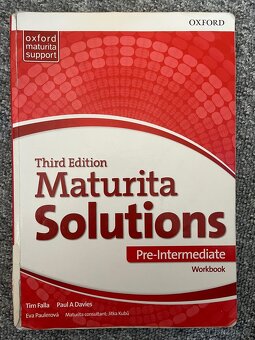 OXFORD
oxford
maturita
support
Third Edition
Maturita
Solutions
Pre-Intermediate
Workbook
Tim Falla Paul A Davies
Eva Paulerová Maturita consultant: Jitka Kubů